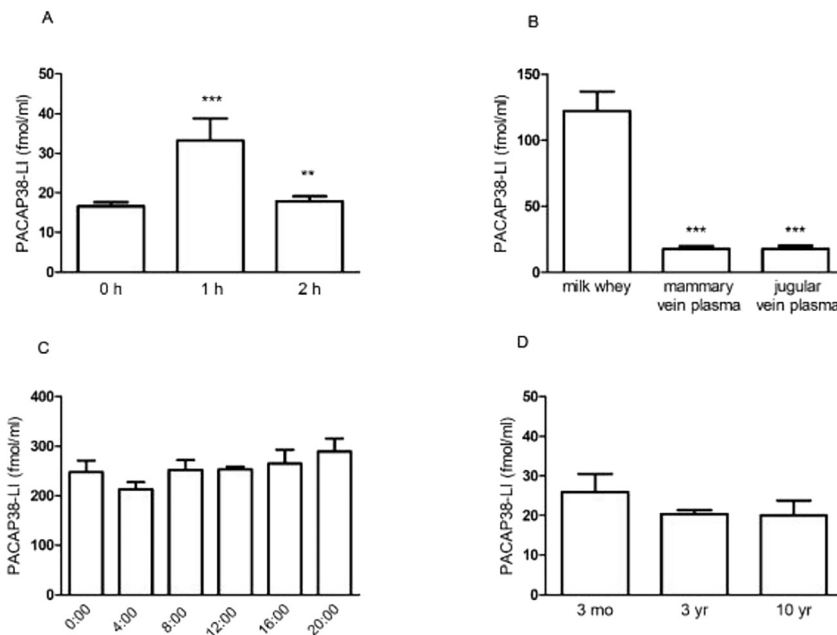 A
PACAP38-LI (fmol/ml)
50
40
30
20
10
0
***
**
0 h 1 h 2 h
B
PACAP38-LI (fmol/ml)
150
100
50
0
*** ***
milk whey mammary jugular
vein plasma vein plasma
C
PACAP38-LI (fmol/ml)
400
300
200
100
0
0:00 4:00 8:00 12:00 16:00 20:00
D
PACAP38-LI (fmol/ml)
50
40
30
20
10
0
3 mo 3 yr 10 yr